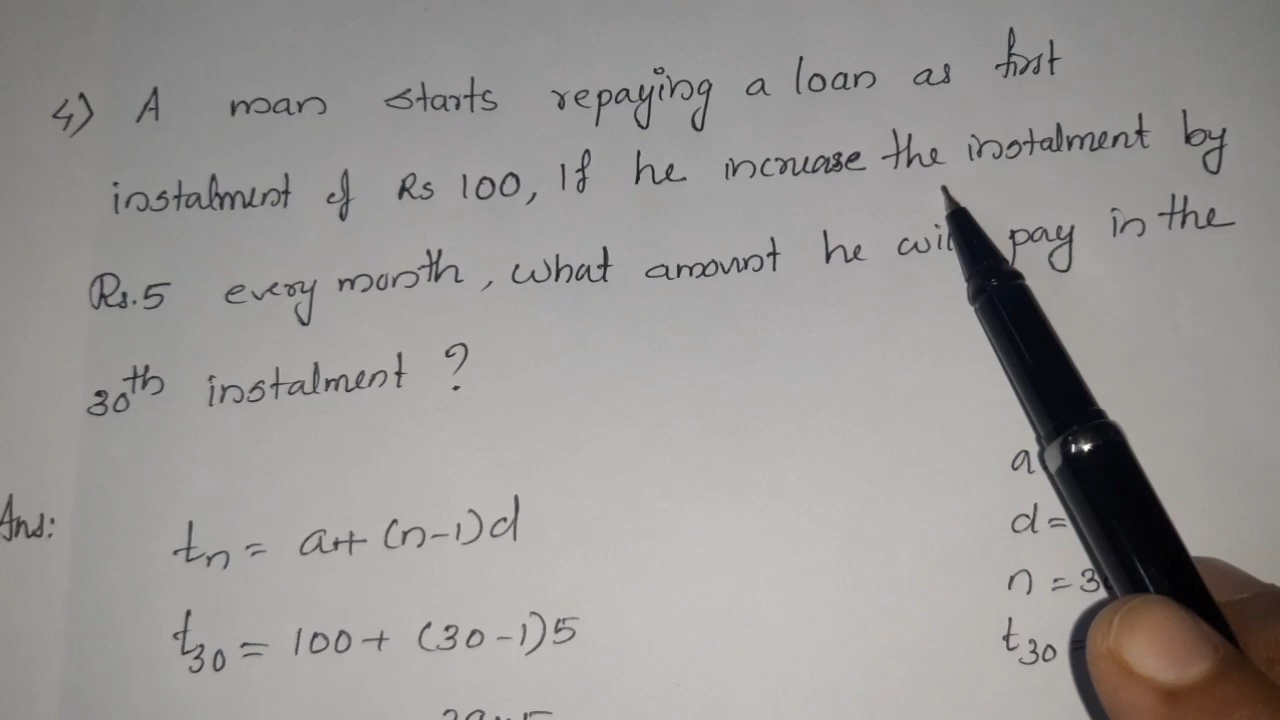 4) A man starts repaying a loan as first
instalment of Rs 100, If he increase the instalment by
Rs.5 every month, what amount he will pay in the
30th instalment ?
a
d=
Ans:
tn = a+ (n-1)d
n = 3
t30 = 100 + (30-1)5
t30